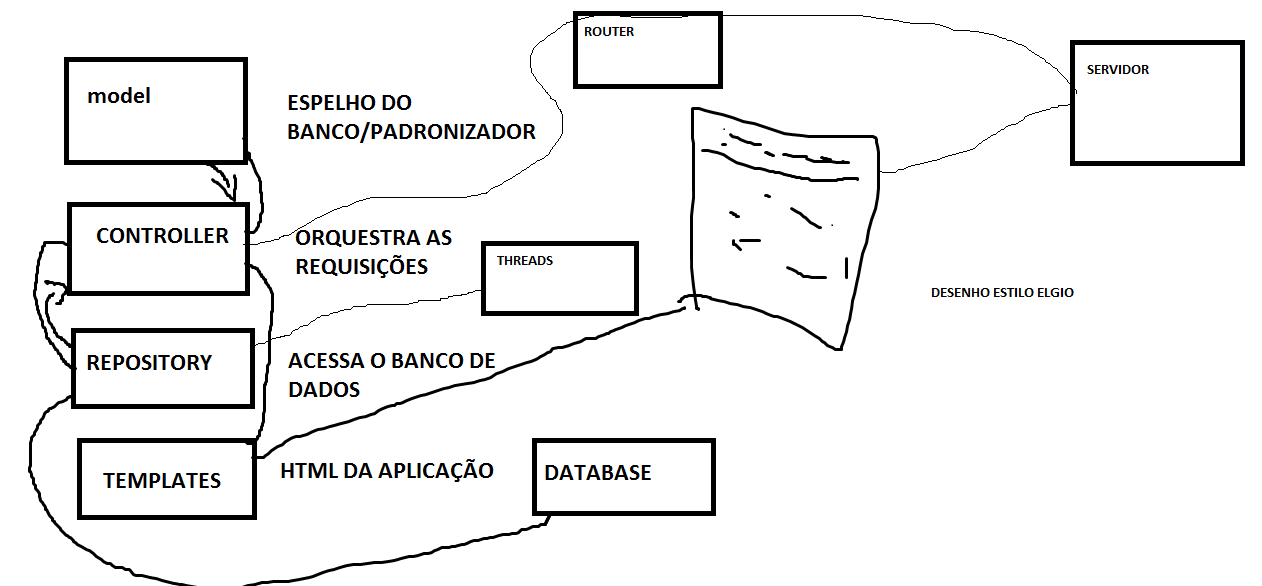 ROUTER
SERVIDOR
model
ESPELHO DO
BANCO/PADRONIZADOR
CONTROLLER
ORQUESTRA AS
REQUISIÇÕES
THREADS
DESENHO ESTILO ELGIO
REPOSITORY
ACESSA O BANCO DE
DADOS
TEMPLATES
HTML DA APLICAÇÃO
DATABASE